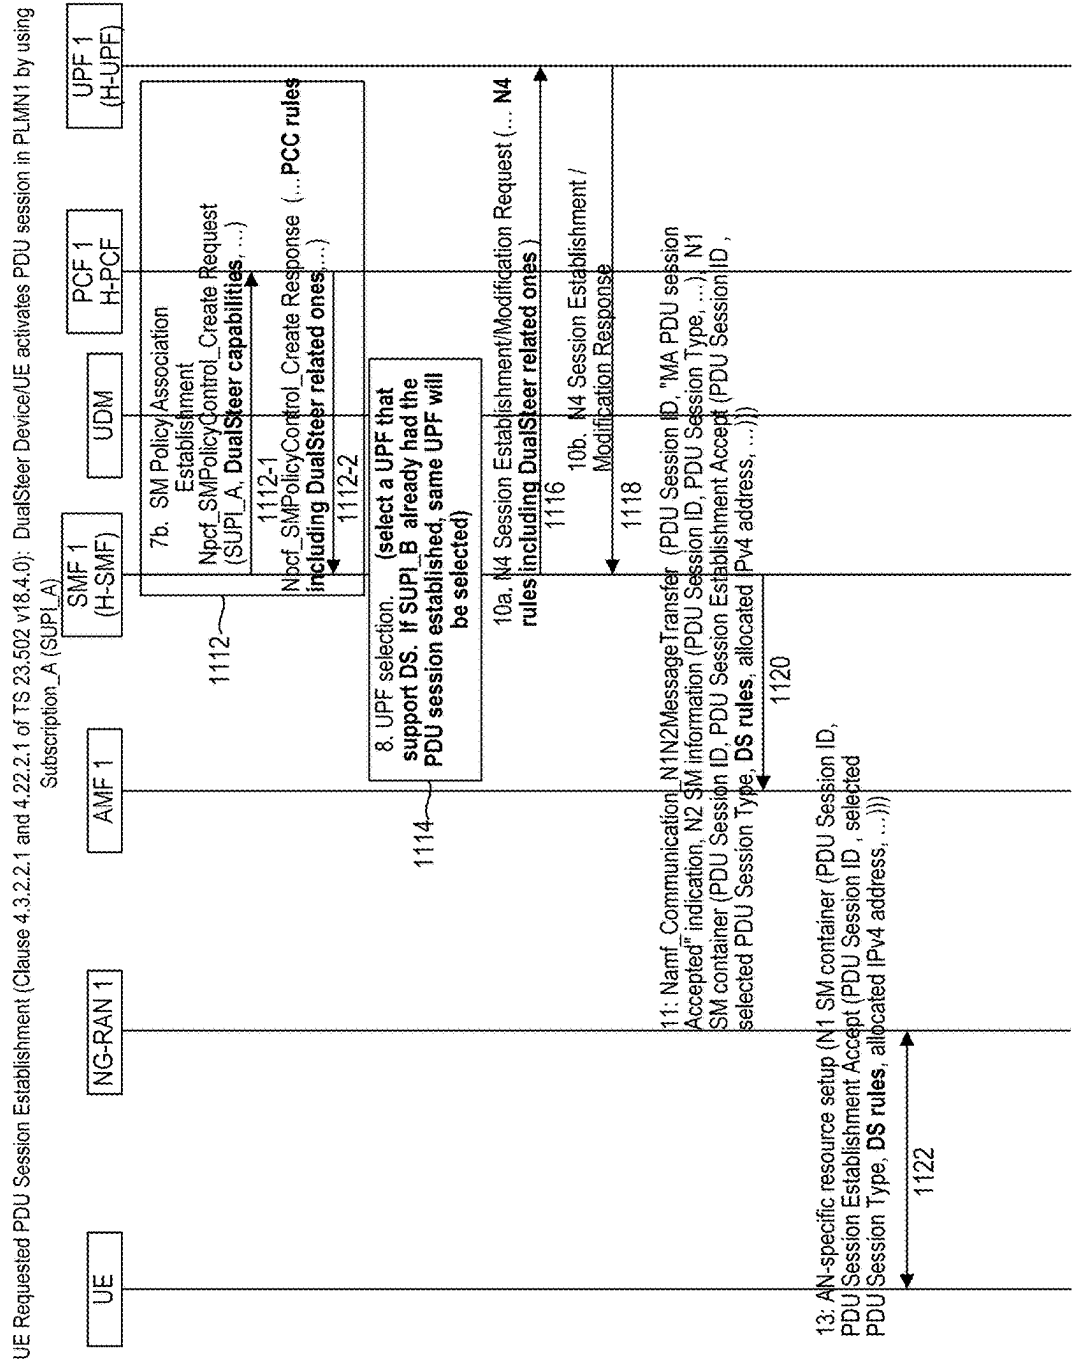 UE Requested PDU Session Establishment (Clause 4.3.2.2.1 and 4.22.2.1 of TS 23.502 v18.4.0): DualSteer Device/UE activates PDU session in PLMN1 by using
Subscription_A (SUPI_A)
UE
NG-RAN 1
AMF 1
SMF 1
(H-SMF)
UDM
PCF 1
H-PCF
UPF 1
(H-UPF)
7b. SM Policy Association
Establishment
Npcf_SMPolicyControl_Create Request
(SUPI_A, DualSteer capabilities, ...)
1112-1
Npcf_SMPolicyControl_Create Response (...PCC rules
including DualSteer related ones,...)
1112-2
1112
8. UPF selection. (select a UPF that
support DS. If SUPI_B already had the
PDU session established, same UPF will
be selected)
1114
10a. N4 Session Establishment/Modification Request (... N4
rules including DualSteer related ones )
1116
10b. N4 Session Establishment /
Modification Response
1118
11: Namf_Communication_N1N2MessageTransfer (PDU Session ID, "MA PDU session
Accepted" indication, N2 SM information (PDU Session ID, PDU Session Type, ...), N1
SM container (PDU Session ID, PDU Session Establishment Accept (PDU Session ID ,
selected PDU Session Type, DS rules, allocated IPv4 address, ...)))
1120
13: AN-specific resource setup (N1 SM container (PDU Session ID,
PDU Session Establishment Accept (PDU Session ID , selected
PDU Session Type, DS rules, allocated IPv4 address, ...)))
1122